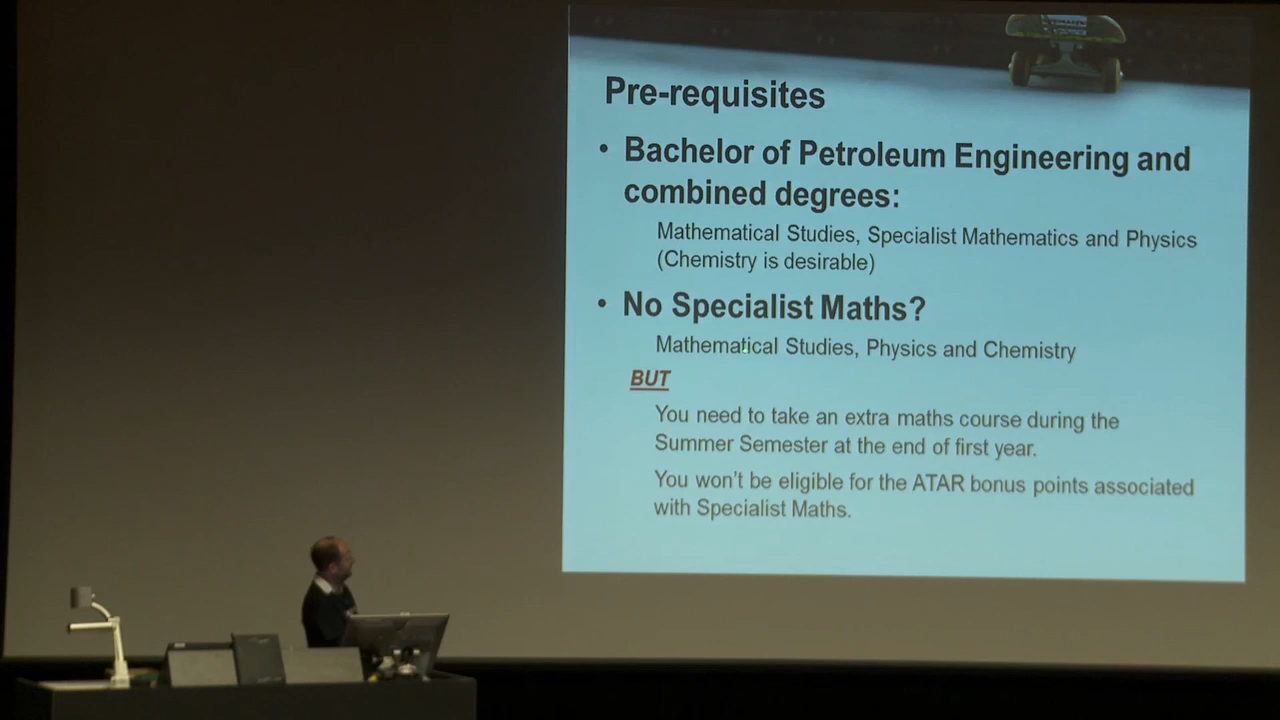 Pre-requisites
• Bachelor of Petroleum Engineering and
combined degrees:
Mathematical Studies, Specialist Mathematics and Physics
(Chemistry is desirable)
• No Specialist Maths?
Mathematical Studies, Physics and Chemistry
BUT
You need to take an extra maths course during the
Summer Semester at the end of first year.
You won't be eligible for the ATAR bonus points associated
with Specialist Maths.